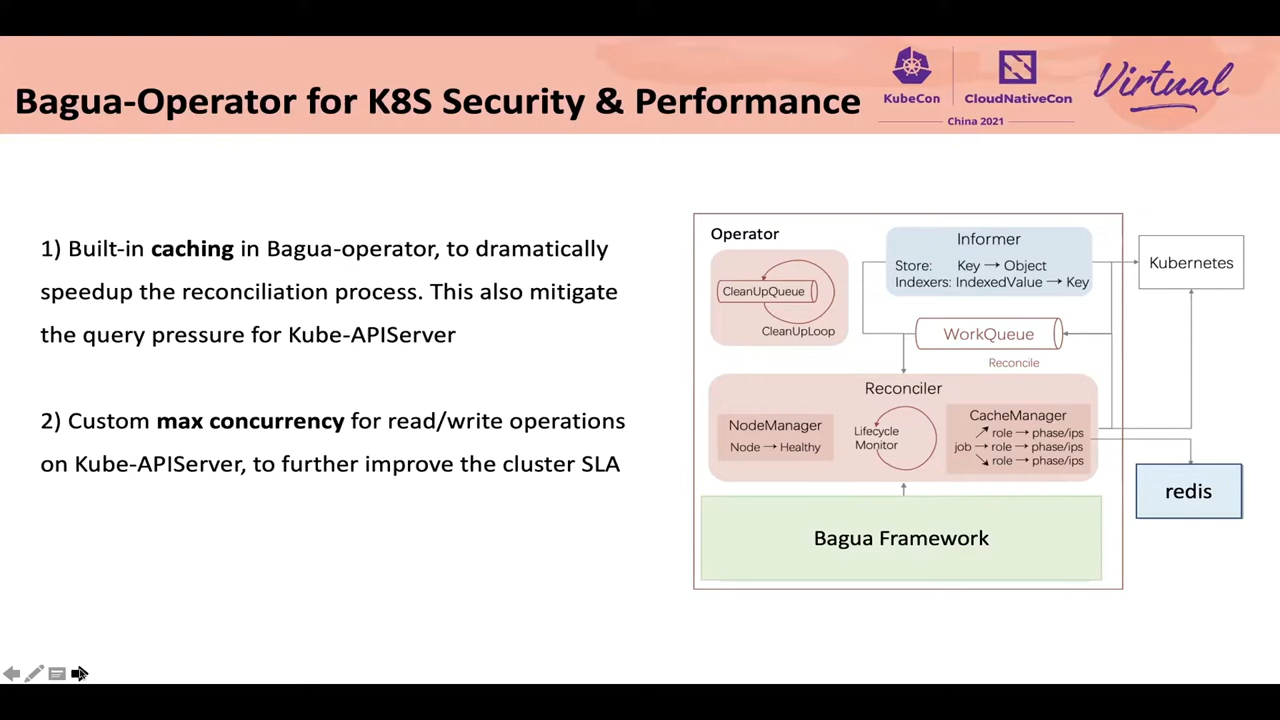 Bagua-Operator for K8S Security & Performance
KubeCon
CloudNativeCon
China 2021
Virtual
1) Built-in caching in Bagua-operator, to dramatically
speedup the reconciliation process. This also mitigate
the query pressure for Kube-APIServer
2) Custom max concurrency for read/write operations
on Kube-APIServer, to further improve the cluster SLA
Operator
CleanUpQueue
CleanUpLoop
Informer
Store: Key → Object
Indexers: IndexedValue → Key
WorkQueue
Reconcile
Kubernetes
Reconciler
NodeManager
Node → Healthy
Lifecycle
Monitor
CacheManager
role → phase/ips
job → role → phase/ips
role → phase/ips
redis
Bagua Framework